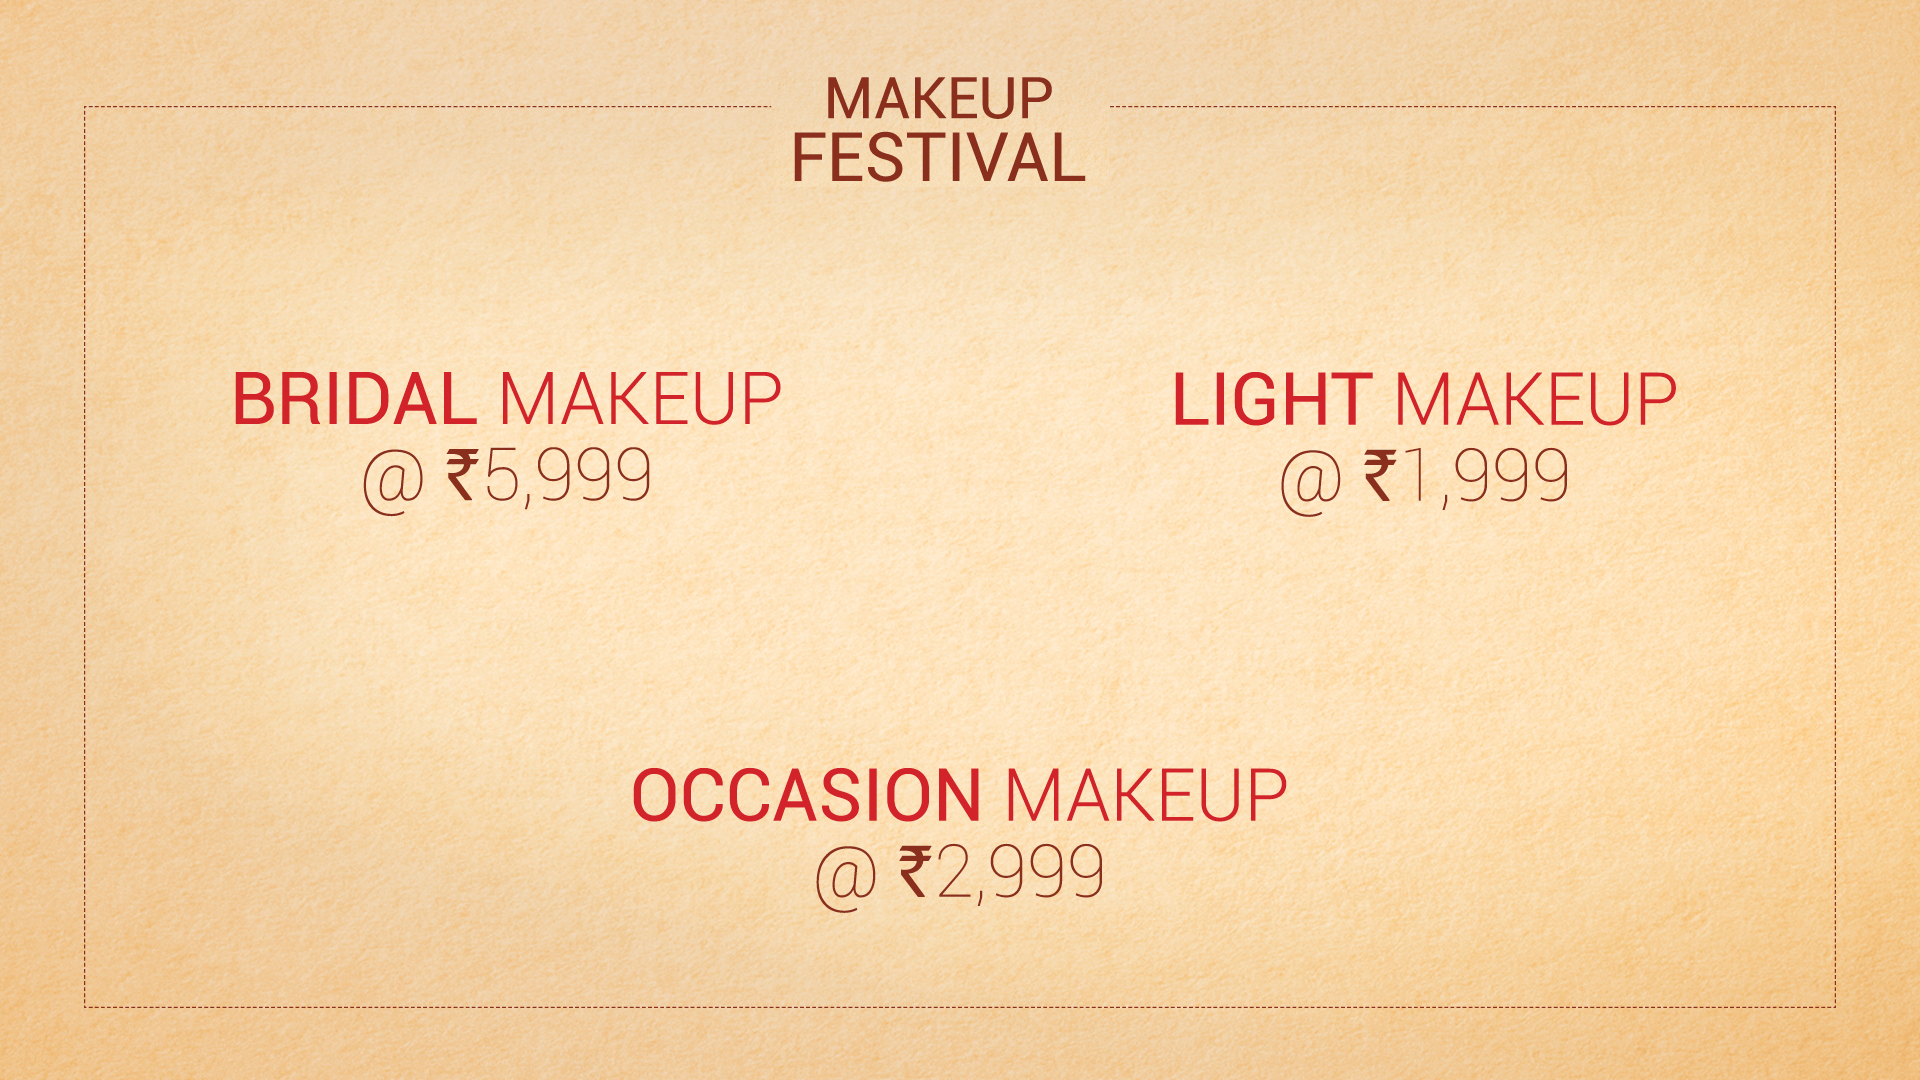 MAKEUP
FESTIVAL
BRIDAL MAKEUP
@ ₹5,999
LIGHT MAKEUP
@ ₹1,999
OCCASION MAKEUP
@ ₹2,999